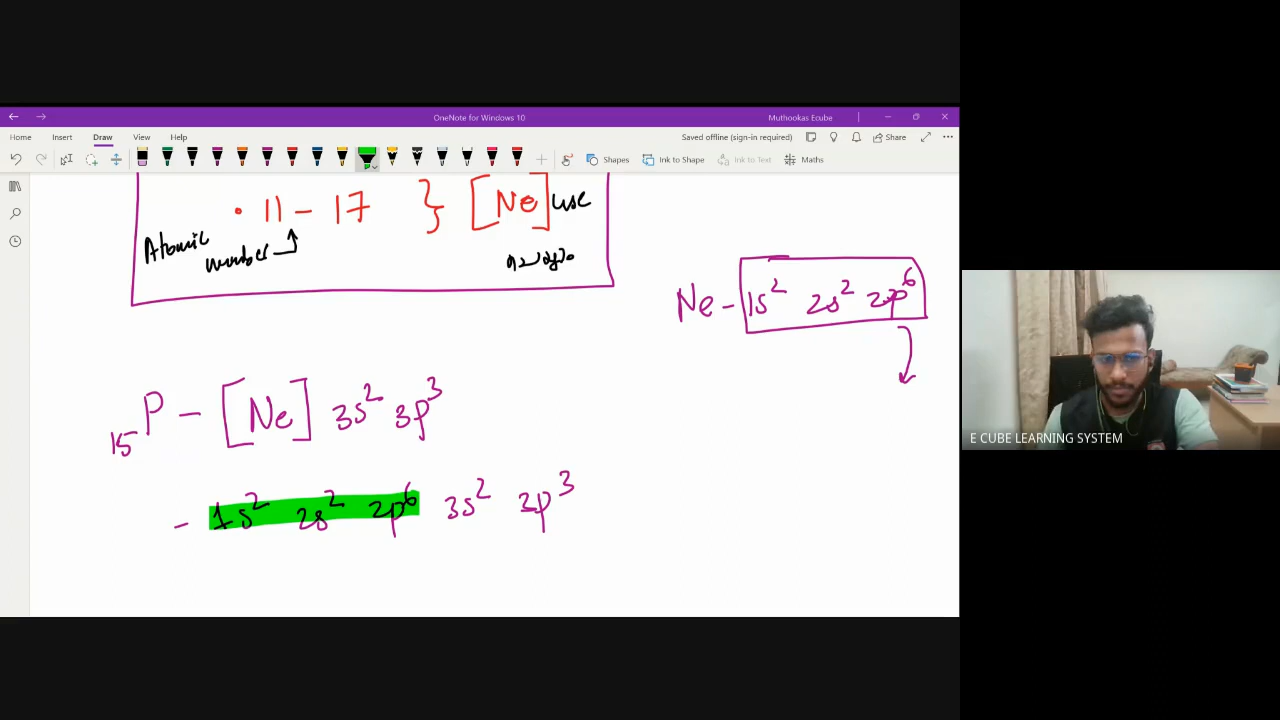 OneNote for Windows 10
Muthookas Ecube
Home Insert Draw View Help
Saved offline (sign-in required)
Share
Shapes
Ink to Shape
Ink to Text
Maths
• 11 - 17 } [Ne] use
Atomic
number
Ne - 1s² 2s² 2p⁶
₁₅P - [Ne] 3s² 3p³
- 1s² 2s² 2p⁶ 3s² 3p³
E CUBE LEARNING SYSTEM